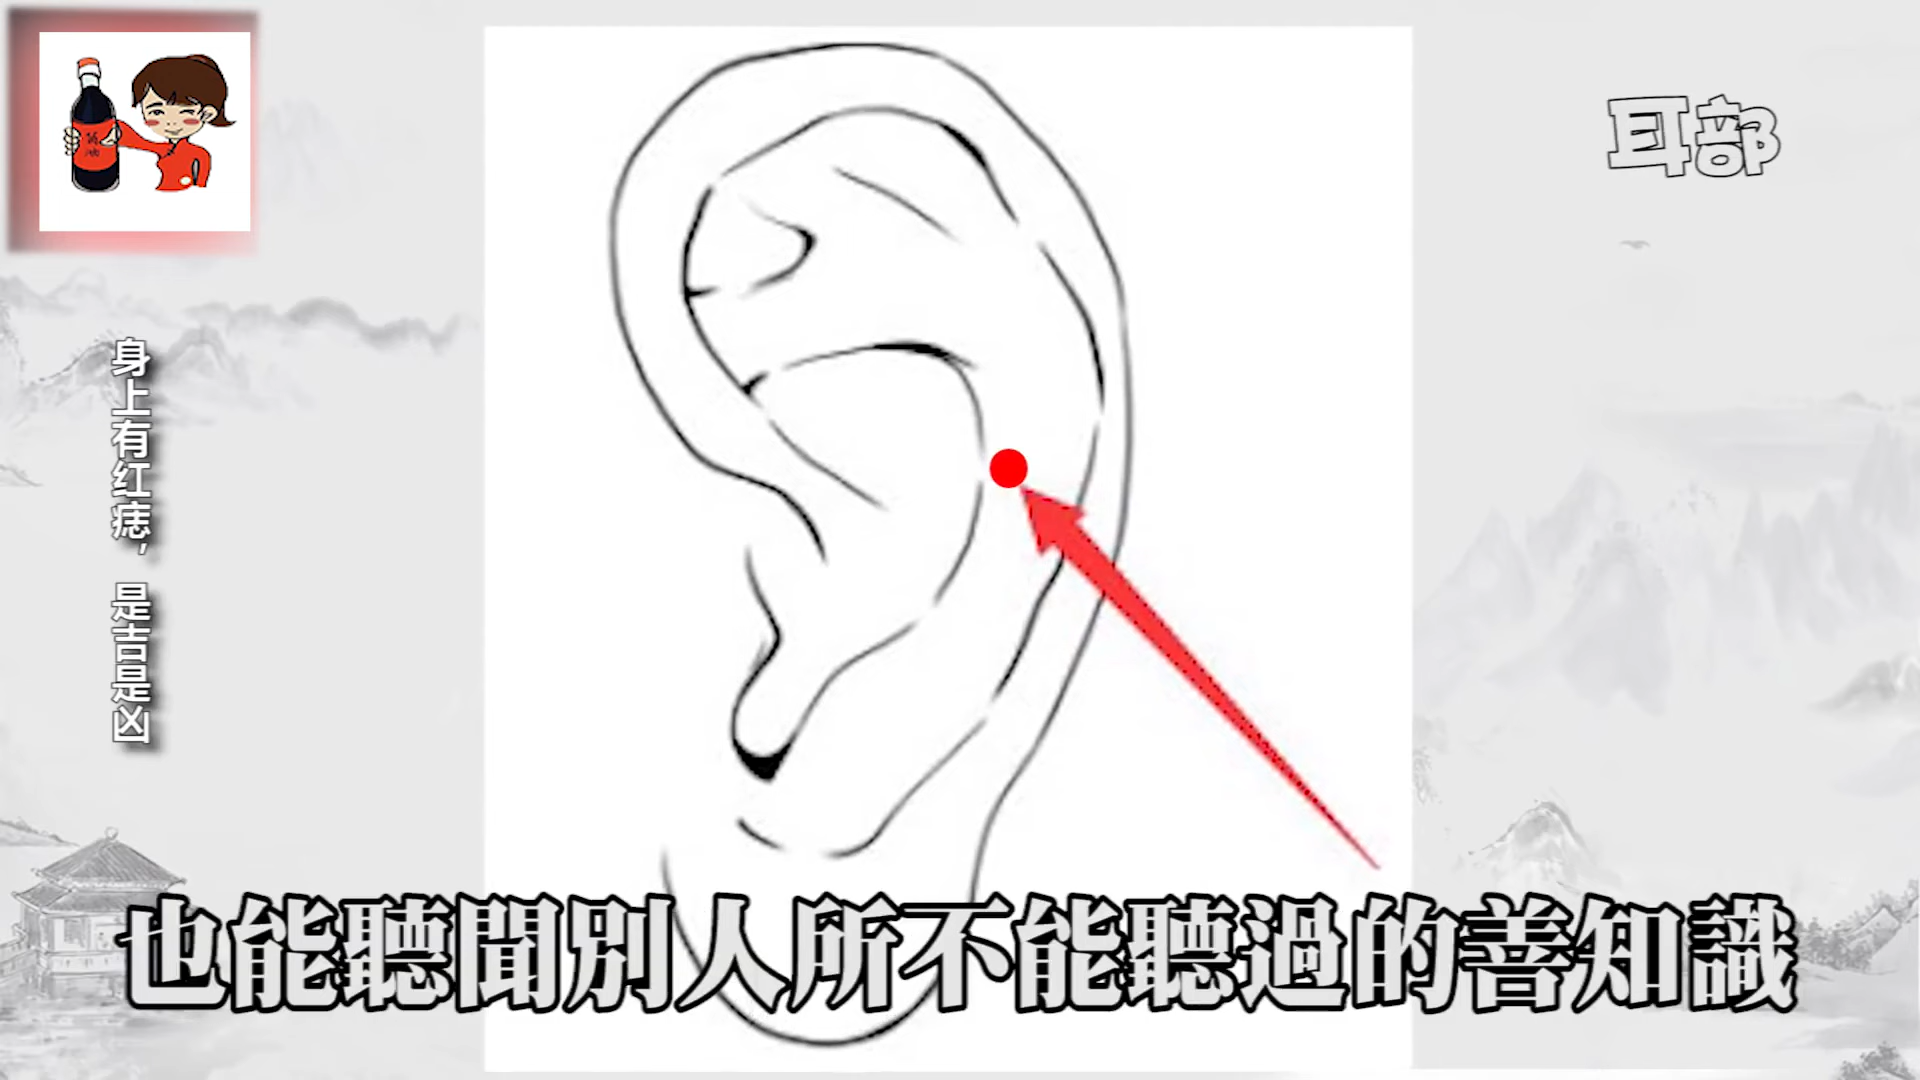 耳部
身上有红痣，是吉是凶
也能聽聞別人所不能聽過的善知識